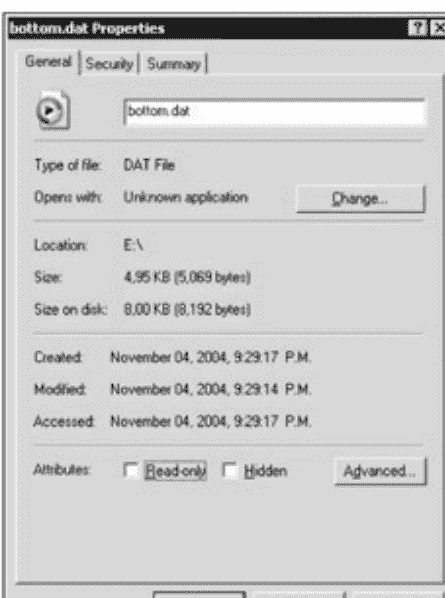 bottom.dat Properties
General Security Summary
bottom.dat
Type of file: DAT File
Opens with: Unknown application Change...
Location: E:\
Size: 4,95 KB (5,069 bytes)
Size on disk: 8,00 KB (8,192 bytes)
Created: November 04, 2004, 9:29:17 P.M.
Modified: November 04, 2004, 9:29:14 P.M.
Accessed: November 04, 2004, 9:29:17 P.M.
Attributes: Read-only Hidden Advanced...